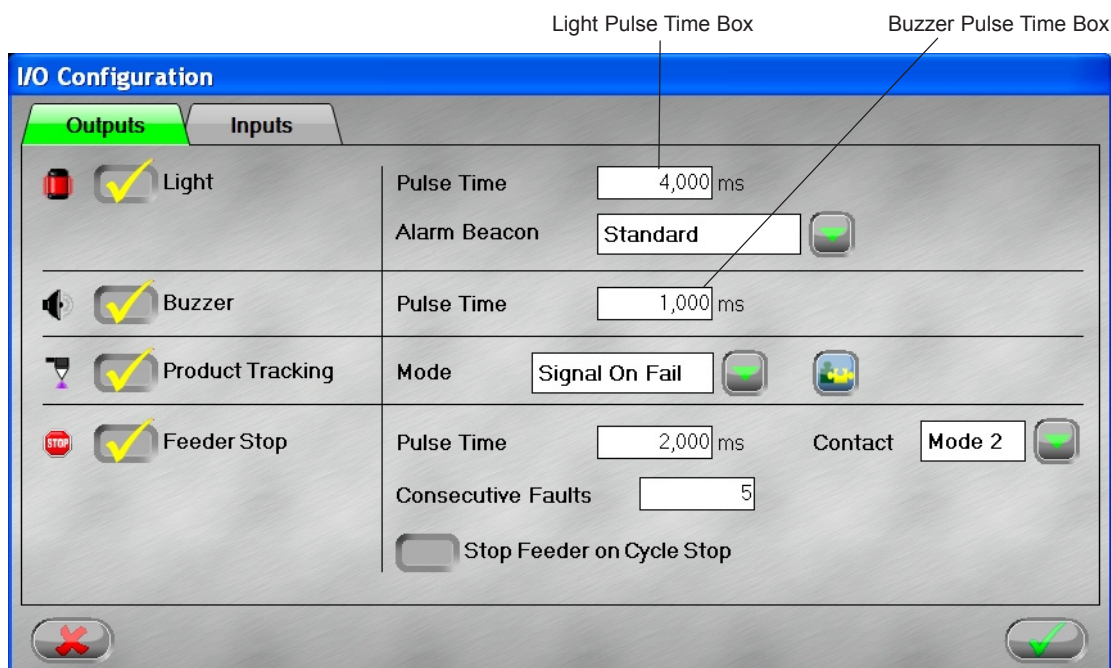 Light Pulse Time Box Buzzer Pulse Time Box
I/O Configuration
Outputs Inputs
Light Pulse Time 4,000 ms
Alarm Beacon Standard
Buzzer Pulse Time 1,000 ms
Product Tracking Mode Signal On Fail
STOP Feeder Stop Pulse Time 2,000 ms Contact Mode 2
Consecutive Faults 5
Stop Feeder on Cycle Stop